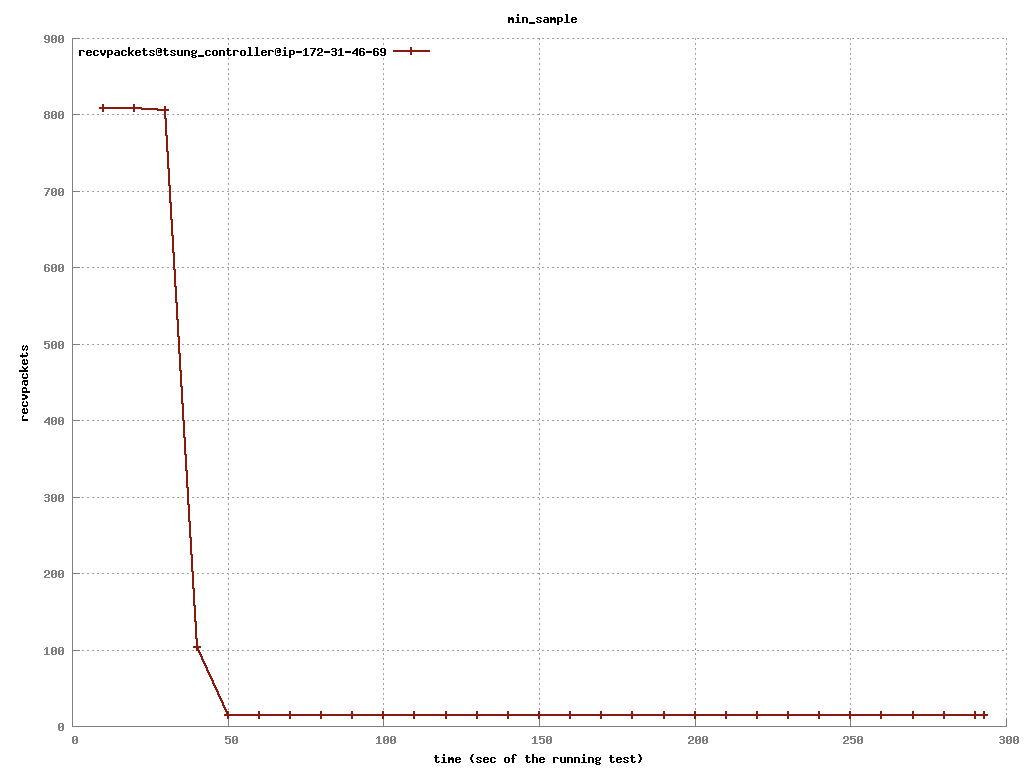 min_sample
recvpackets@tsung_controller@ip-172-31-46-69
900
800
700
600
500
400
300
200
100
0
recvpackets
0 50 100 150 200 250 300
time (sec of the running test)